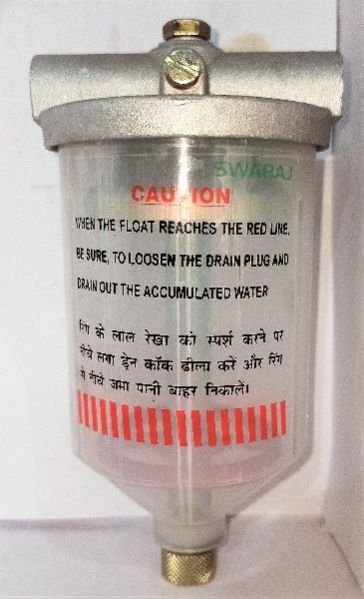 SWARAJ
CAUTION
WHEN THE FLOAT REACHES THE RED LINE,
BE SURE, TO LOOSEN THE DRAIN PLUG AND
DRAIN OUT THE ACCUMULATED WATER
रिंग के लाल रेखा को स्पर्श करने पर
नीचे लगा ड्रेन कॉक ढीला करें और रिंग
से नीचे जमा पानी बाहर निकालें।